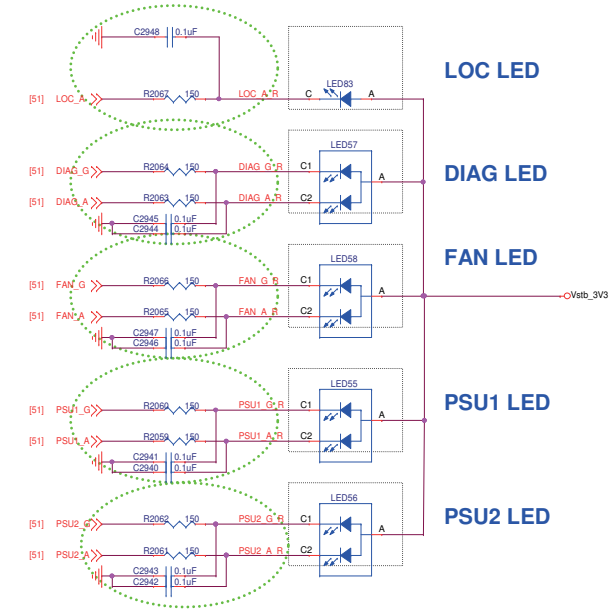 C2948 0.1uF
LOC LED
LED83
[51] LOC_A R2067 150 LOC_A_R C A
LED57
DIAG LED
[51] DIAG_G R2064 150 DIAG_G_R C1
A
[51] DIAG_A R2063 150 DIAG_A_R C2
C2945 0.1uF
C2944 0.1uF
FAN LED
LED58
[51] FAN_G R2066 150 FAN_G_R C1
A
Vstb_3V3
[51] FAN_A R2065 150 FAN_A_R C2
C2947 0.1uF
C2946 0.1uF
LED55
PSU1 LED
[51] PSU1_G R2060 150 PSU1_G_R C1
A
[51] PSU1_A R2059 150 PSU1_A_R C2
C2941 0.1uF
C2940 0.1uF
LED56
PSU2 LED
[51] PSU2_G R2062 150 PSU2_G_R C1
A
[51] PSU2_A R2061 150 PSU2_A_R C2
C2943 0.1uF
C2942 0.1uF